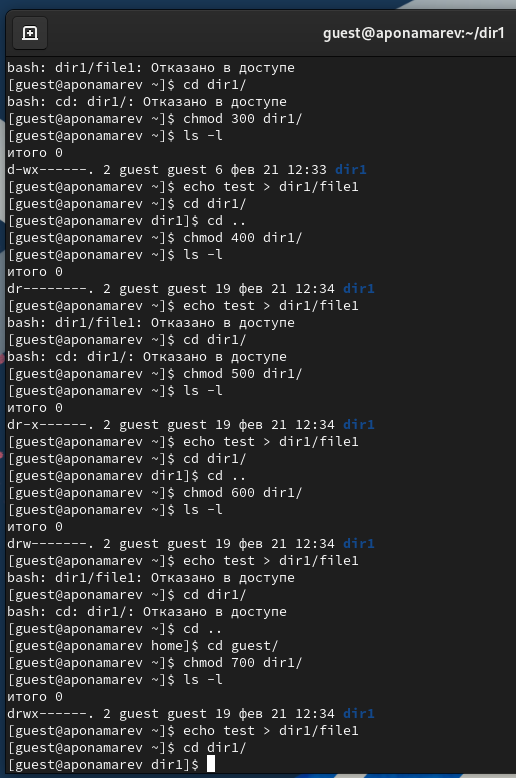 guest@aponamarev:~/dir1
bash: dir1/file1: Отказано в доступе
[guest@aponamarev ~]$ cd dir1/
bash: cd: dir1/: Отказано в доступе
[guest@aponamarev ~]$ chmod 300 dir1/
[guest@aponamarev ~]$ ls -l
итого 0
d-wx------. 2 guest guest 6 фев 21 12:33 dir1
[guest@aponamarev ~]$ echo test > dir1/file1
[guest@aponamarev ~]$ cd dir1/
[guest@aponamarev dir1]$ cd ..
[guest@aponamarev ~]$ chmod 400 dir1/
[guest@aponamarev ~]$ ls -l
итого 0
dr--------. 2 guest guest 19 фев 21 12:34 dir1
[guest@aponamarev ~]$ echo test > dir1/file1
bash: dir1/file1: Отказано в доступе
[guest@aponamarev ~]$ cd dir1/
bash: cd: dir1/: Отказано в доступе
[guest@aponamarev ~]$ chmod 500 dir1/
[guest@aponamarev ~]$ ls -l
итого 0
dr-x------. 2 guest guest 19 фев 21 12:34 dir1
[guest@aponamarev ~]$ echo test > dir1/file1
[guest@aponamarev ~]$ cd dir1/
[guest@aponamarev dir1]$ cd ..
[guest@aponamarev ~]$ chmod 600 dir1/
[guest@aponamarev ~]$ ls -l
итого 0
drw-------. 2 guest guest 19 фев 21 12:34 dir1
[guest@aponamarev ~]$ echo test > dir1/file1
bash: dir1/file1: Отказано в доступе
[guest@aponamarev ~]$ cd dir1/
bash: cd: dir1/: Отказано в доступе
[guest@aponamarev ~]$ cd ..
[guest@aponamarev home]$ cd guest/
[guest@aponamarev ~]$ chmod 700 dir1/
[guest@aponamarev ~]$ ls -l
итого 0
drwx------. 2 guest guest 19 фев 21 12:34 dir1
[guest@aponamarev ~]$ echo test > dir1/file1
[guest@aponamarev ~]$ cd dir1/
[guest@aponamarev dir1]$